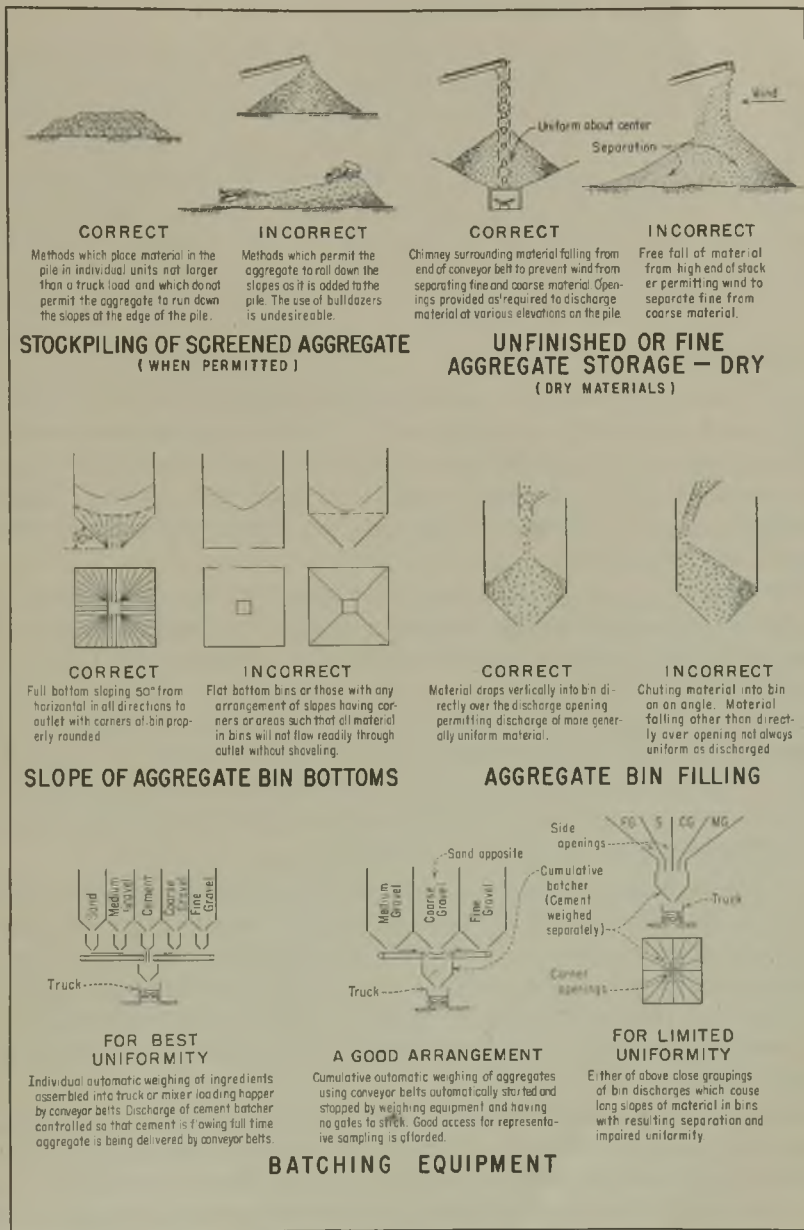 Wind
Uniform about center
Separation
CORRECT
Methods which place material in the
pile in individual units not larger
than a truck load and which do not
permit the aggregate to run down
the slopes at the edge of the pile.
INCORRECT
Methods which permit the
aggregate to roll down the
slopes as it is added to the
pile. The use of bulldozers
is undesireable.
STOCKPILING OF SCREENED AGGREGATE
( WHEN PERMITTED )
CORRECT
Chimney surrounding material falling from
end of conveyor belt to prevent wind from
separating fine and coarse material. Open-
ings provided as required to discharge
material at various elevations on the pile
INCORRECT
Free fall of material
from high end of stack
er permitting wind to
separate fine from
coarse material.
UNFINISHED OR FINE
AGGREGATE STORAGE — DRY
( DRY MATERIALS )
CORRECT
Full bottom sloping 50° from
horizontal in all directions to
outlet with corners of bin prop-
erly rounded
INCORRECT
Flat bottom bins or those with any
arrangement of slopes having cor-
ners or areas such that all material
in bins will not flow readily through
outlet without shoveling.
SLOPE OF AGGREGATE BIN BOTTOMS
CORRECT
Material drops vertically into bin di-
rectly over the discharge opening
permitting discharge of more gener-
ally uniform material.
INCORRECT
Chuting material into bin
on an angle. Material
falling other than direct-
ly over opening not always
uniform as discharged
AGGREGATE BIN FILLING
Sand
Medium Gravel
Cement
Coarse Gravel
Fine Gravel
Truck
FOR BEST
UNIFORMITY
Individual automatic weighing of ingredients
assembled into truck or mixer loading hopper
by conveyor belts. Discharge of cement batcher
controlled so that cement is flowing full time
aggregate is being delivered by conveyor belts.
Sand opposite
Medium Gravel
Coarse Gravel
Fine Gravel
Truck
A GOOD ARRANGEMENT
Cumulative automatic weighing of aggregates
using conveyor belts automatically started and
stopped by weighing equipment and having
no gates to stick. Good access for representa-
ive sampling is afforded.
FG S CG MG
Side
openings
Cumulative
batcher
(Cement
weighed
separately)
Truck
Corner
openings
FOR LIMITED
UNIFORMITY
Either of above close groupings
of bin discharges which cause
long slopes of material in bins
with resulting separation and
impaired uniformity
BATCHING EQUIPMENT